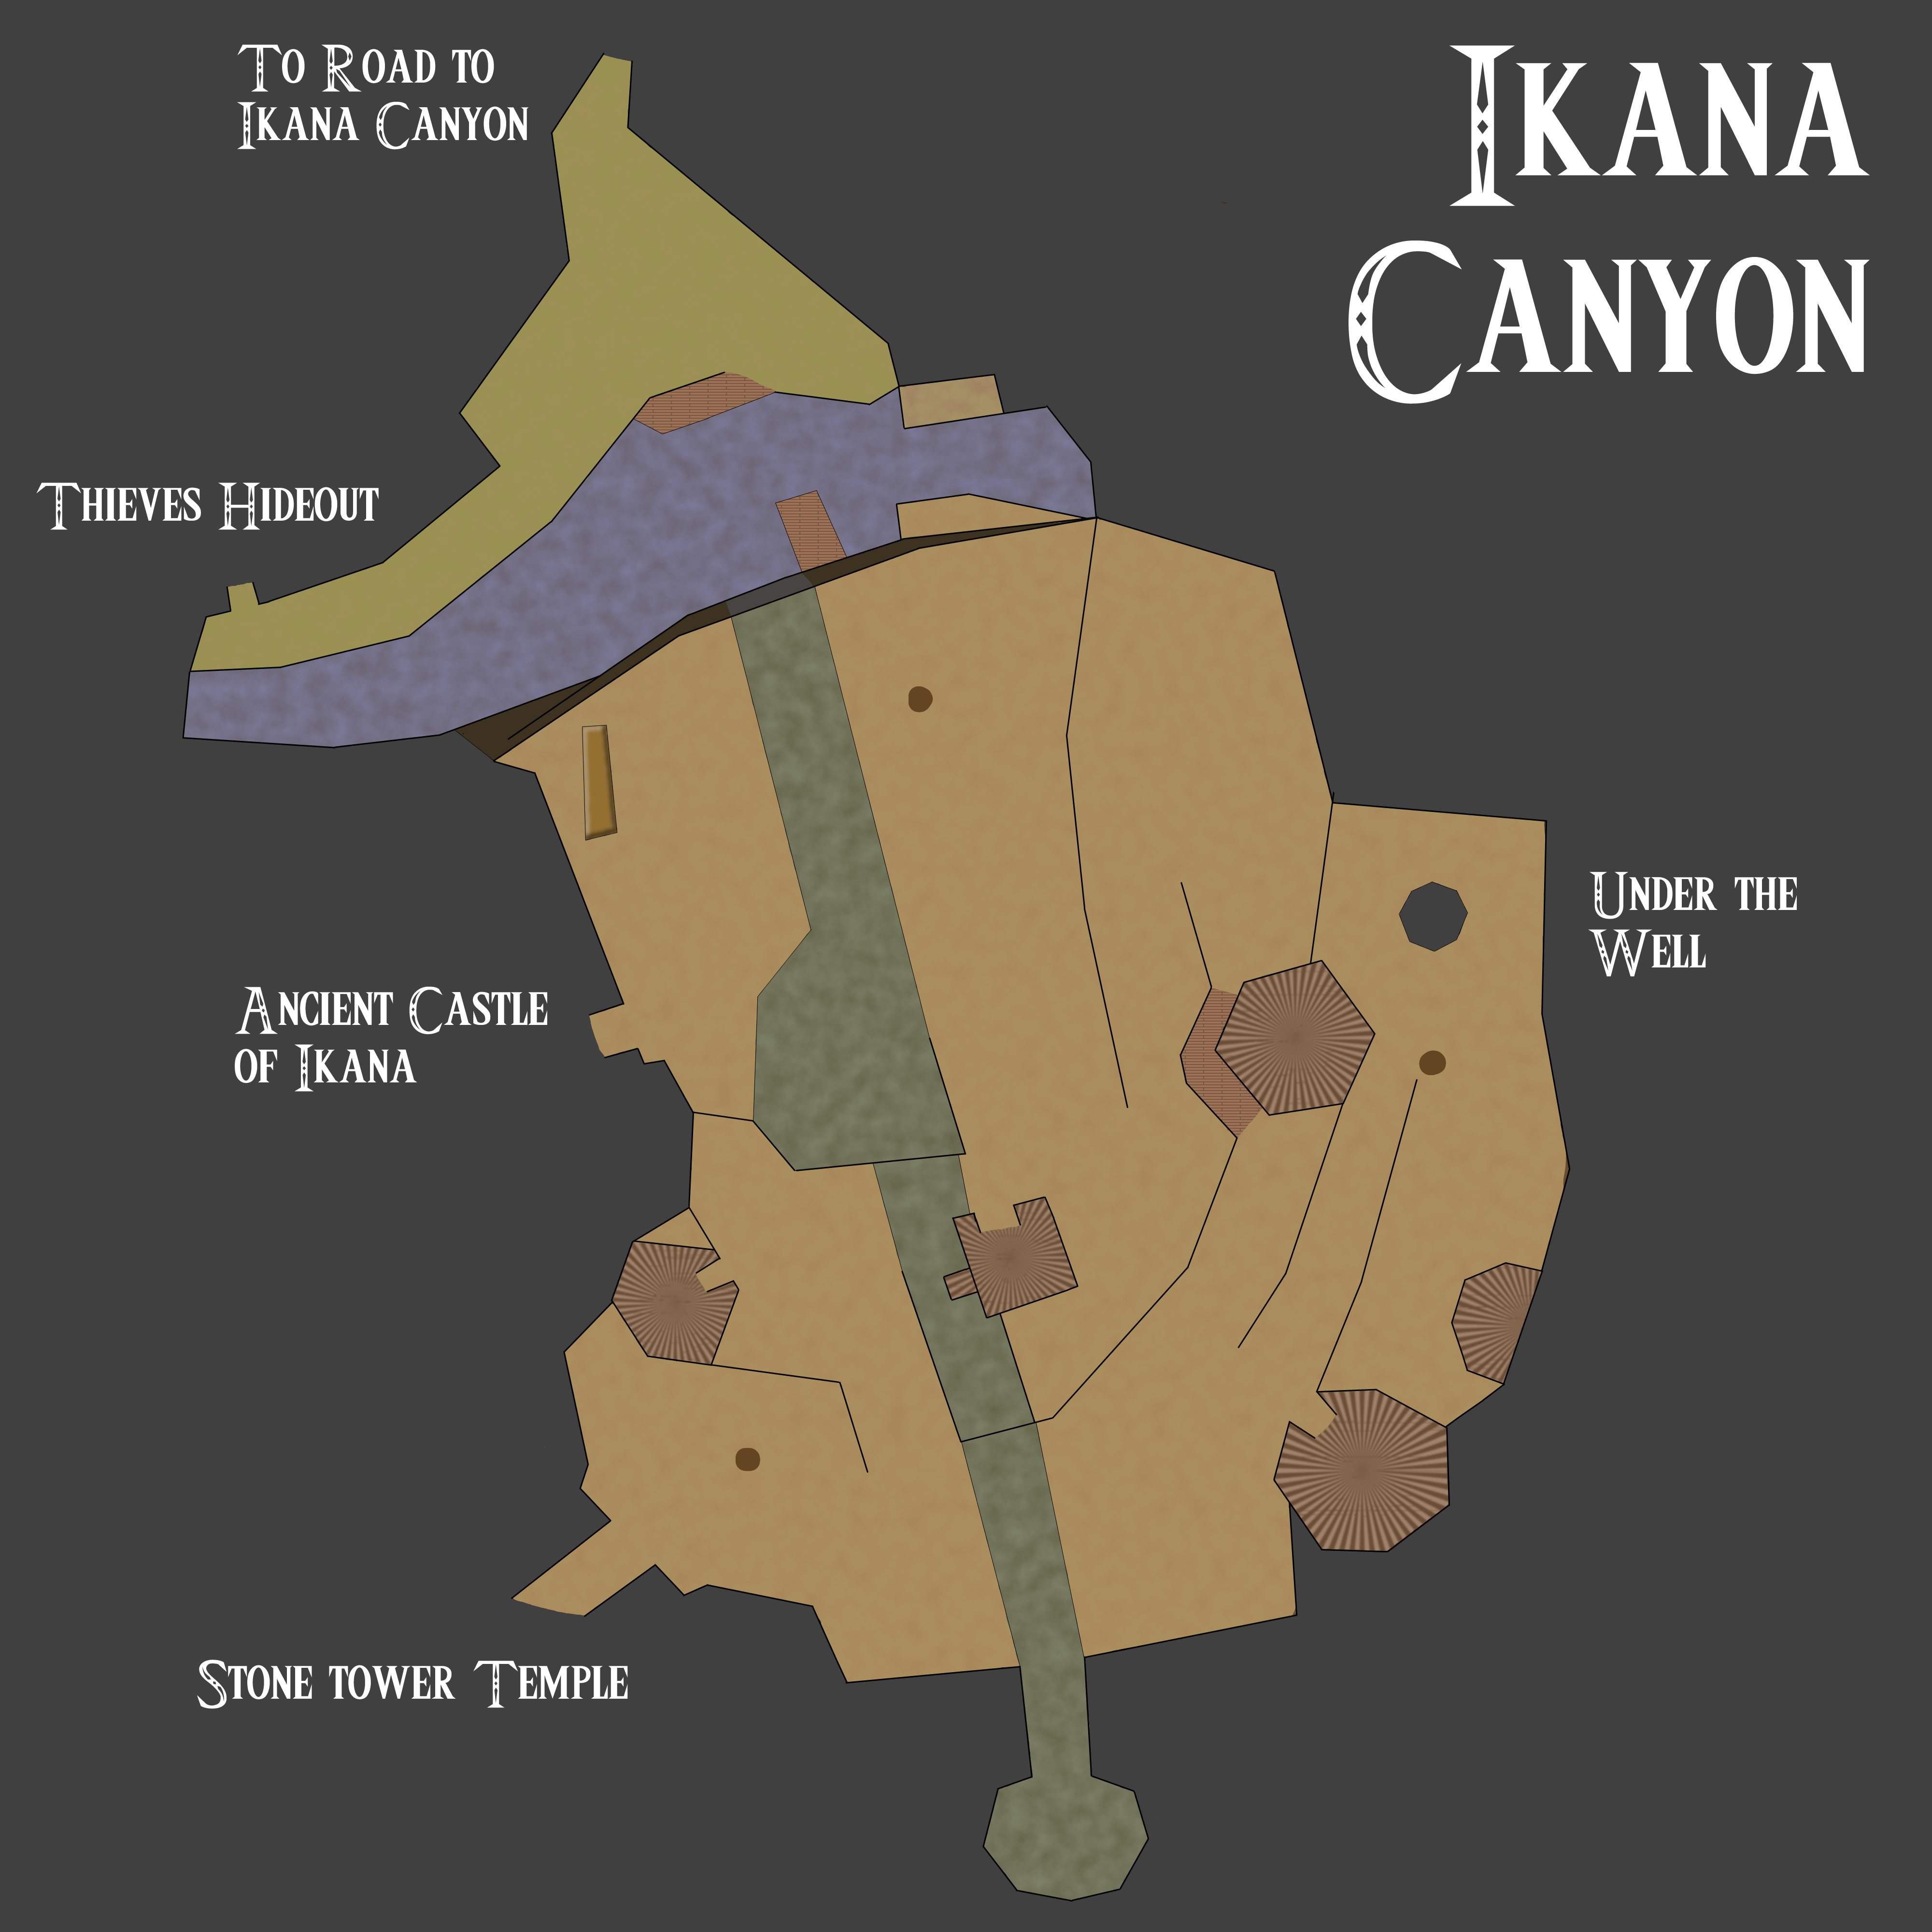 To Road to
Ikana Canyon
Ikana
Canyon
Thieves Hideout
Under the
Well
Ancient Castle
of Ikana
Stone tower Temple